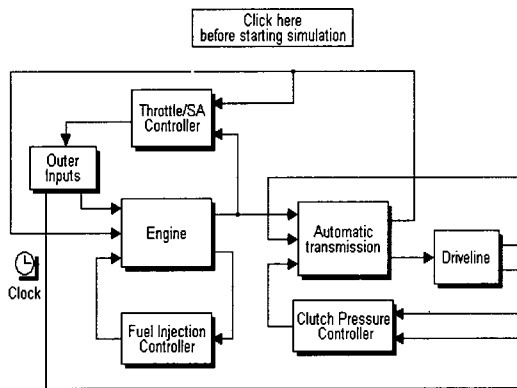 Click here
before starting simulation
Throttle/SA
Controller
Outer
Inputs
Engine
Automatic
transmission
Driveline
Clock
Fuel Injection
Controller
Clutch Pressure
Controller